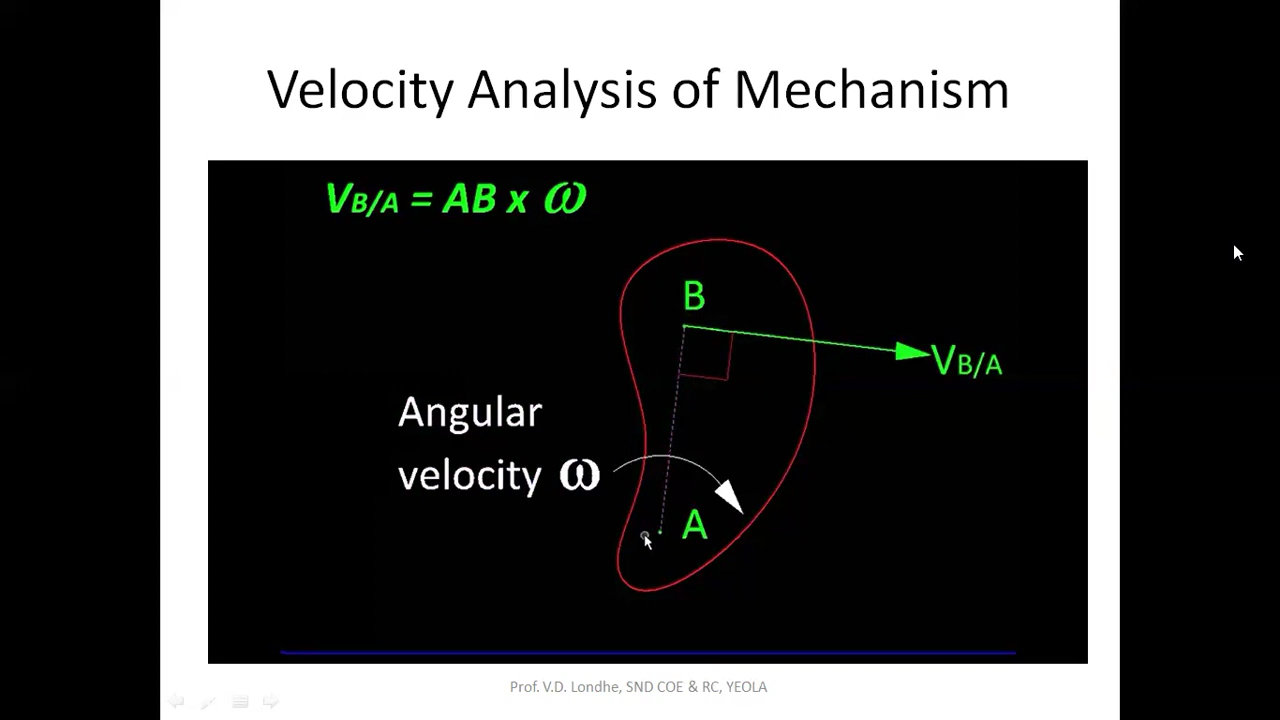 Velocity Analysis of Mechanism
VB/A = AB x ω
B
VB/A
Angular
velocity ω
A
Prof. V.D. Londhe, SND COE & RC, YEOLA